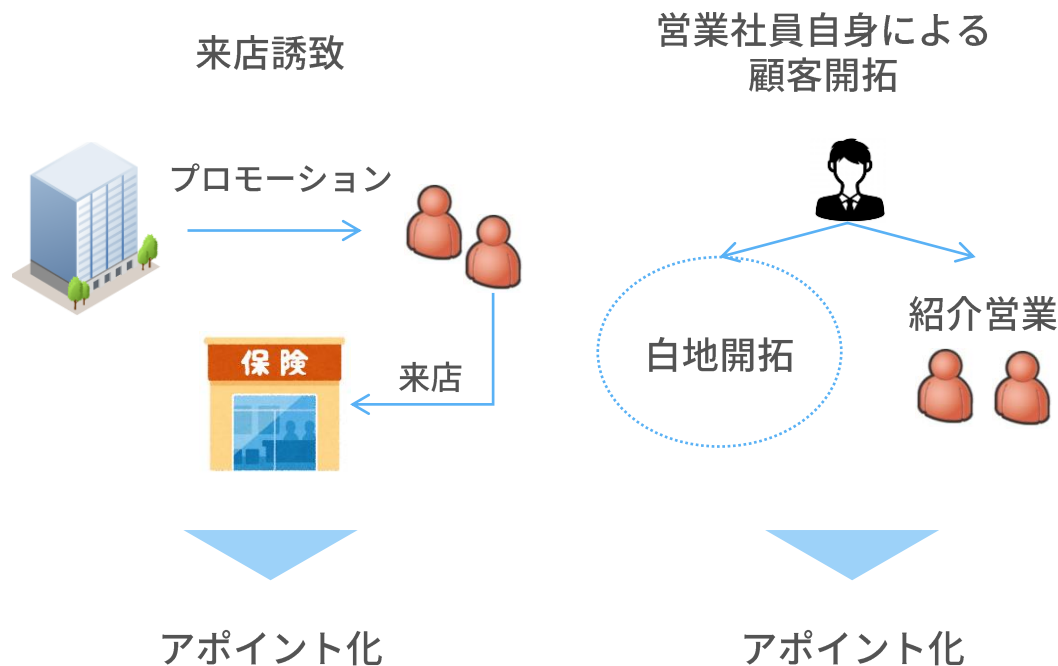 来店誘致
プロモーション
保険
来店
アポイント化
営業社員自身による
顧客開拓
白地開拓
紹介営業
アポイント化